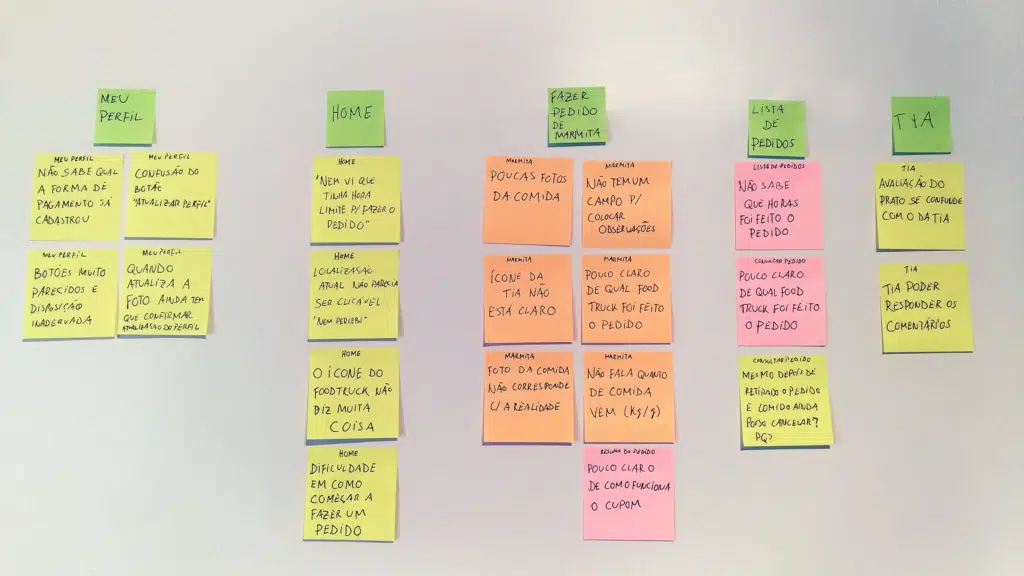 MEU
PERFIL
MEU PERFIL
NÃO SABE QUAL
A FORMA DE
PAGAMENTO JÁ
CADASTROU
MEU PERFIL
CONFUSÃO DO
BOTÃO
"ATUALIZAR PERFIL"
MEU PERFIL
BOTÕES MUITO
PARECIDOS E
DISPOSIÇÃO
INADEQUADA
MEU PERFIL
QUANDO
ATUALIZA A
FOTO AINDA TEM
QUE CONFIRMAR
ATUALIZAÇÃO DO PERFIL
HOME
HOME
"NEM VI QUE
TINHA HORA
LIMITE P/ FAZER O
PEDIDO"
HOME
LOCALIZAÇÃO
ATUAL NÃO PARECIA
SER CLICÁVEL
"NEM PERCEBI"
HOME
O ÍCONE DO
FOODTRUCK NÃO
DIZ MUITA
COISA
HOME
DIFICULDADE
EM COMO
COMEÇAR A
FAZER UM
PEDIDO
FAZER
PEDIDO
DE
MARMITA
MARMITA
POUCAS FOTOS
DA COMIDA
MARMITA
NÃO TEM UM
CAMPO P/
COLOCAR
OBSERVAÇÕES
MARMITA
ÍCONE DA
TIA NÃO
ESTÁ CLARO
MARMITA
POUCO CLARO
DE QUAL FOOD
TRUCK FOI FEITO
O PEDIDO
MARMITA
FOTO DA COMIDA
NÃO CORRESPONDE
C/ A REALIDADE
MARMITA
NÃO FALA QUANTO
DE COMIDA
VEM (KG/g)
RESUMO DO PEDIDO
POUCO CLARO
DE COMO FUNCIONA
O CUPOM
LISTA
DE
PEDIDOS
LISTA DE PEDIDOS
NÃO SABE
QUE HORAS
FOI FEITO O
PEDIDO
CONSULTAR PEDIDO
POUCO CLARO
DE QUAL FOOD
TRUCK FOI FEITO
O PEDIDO
CONSULTAR PEDIDO
MESMO DEPOIS DE
RETIRADO O PEDIDO
E COMIDO AINDA
POSSO CANCELAR?
PQ?
TIA
TIA
AVALIAÇÃO DO
PRATO SE CONFUNDE
COM O DA TIA
TIA
TIA PODER
RESPONDER OS
COMENTÁRIOS